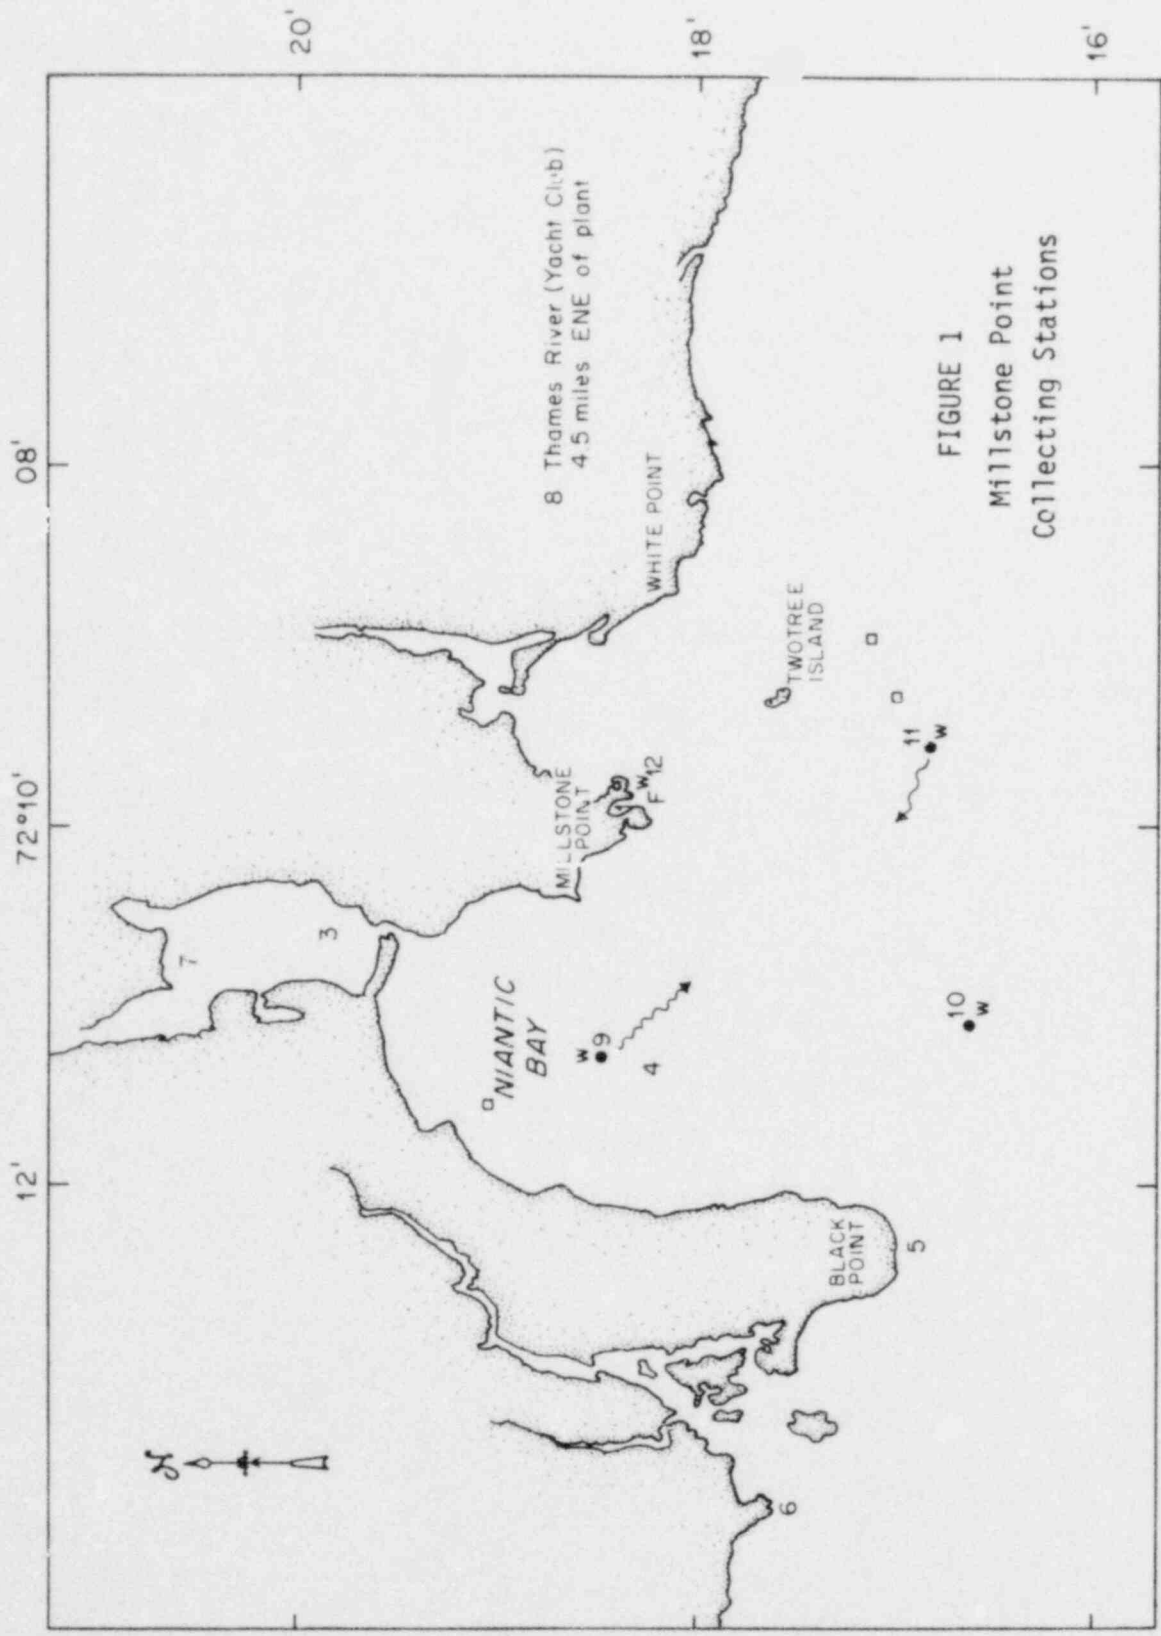 20'
18'
16'
08'
72°10'
12'
N
8 Thames River (Yacht Club)
4.5 miles ENE of plant
WHITE POINT
TWOTREE
ISLAND
MILLSTONE
POINT
F
W
12
11
W
10
W
W
9
4
NIANTIC
BAY
3
7
BLACK
POINT
5
6
FIGURE 1
Millstone Point
Collecting Stations